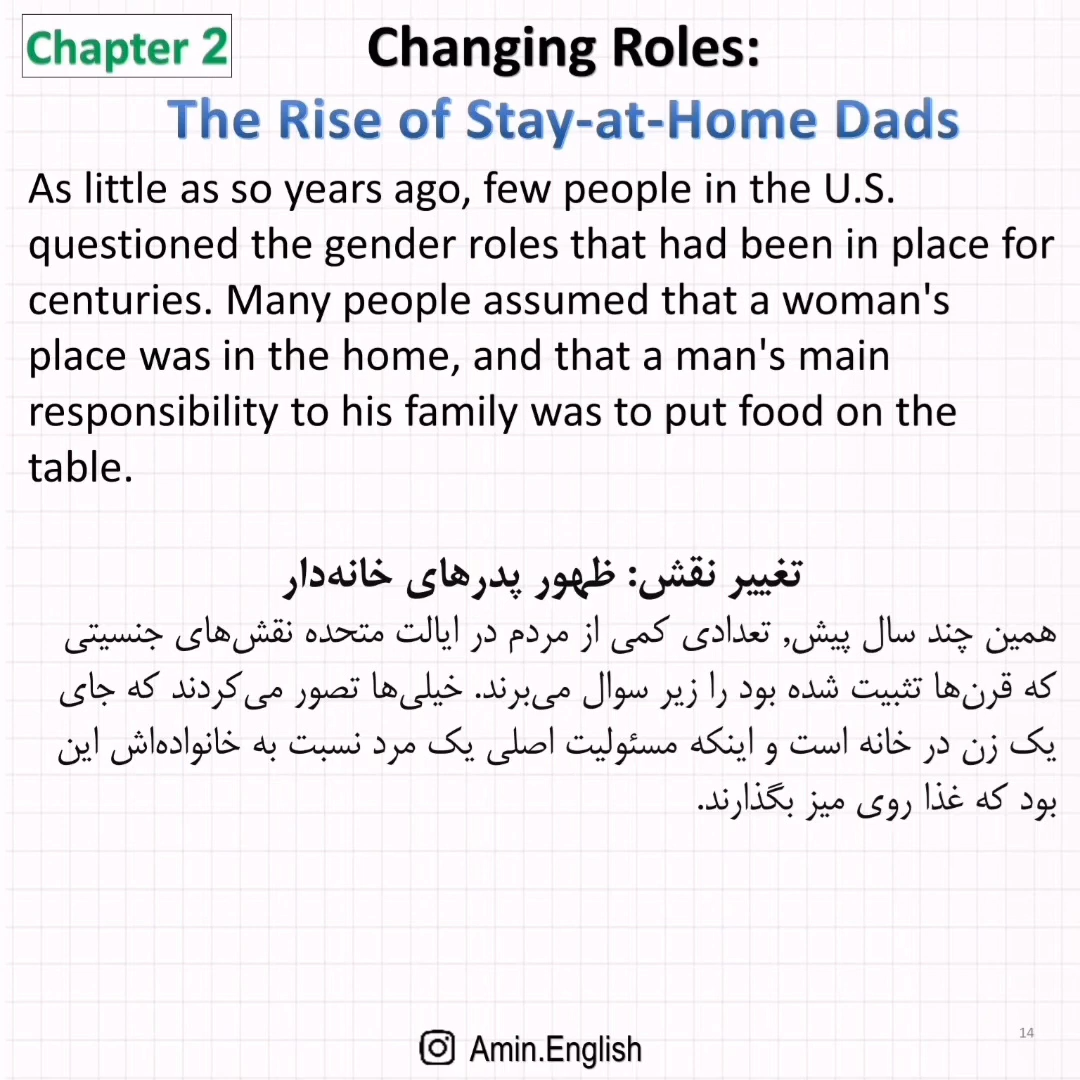 Chapter 2
Changing Roles:
The Rise of Stay-at-Home Dads
As little as so years ago, few people in the U.S.
questioned the gender roles that had been in place for
centuries. Many people assumed that a woman's
place was in the home, and that a man's main
responsibility to his family was to put food on the
table.
تغییر نقش: ظهور پدرهای خانه‌دار
همین چند سال پیش, تعدادی کمی از مردم در ایالت متحده نقش‌های جنسیتی
که قرن‌ها تثبیت شده بود را زیر سوال می‌برند. خیلی‌ها تصور می‌کردند که جای
یک زن در خانه است و اینکه مسئولیت اصلی یک مرد نسبت به خانواده‌اش این
بود که غذا روی میز بگذارند.
14
Amin.English